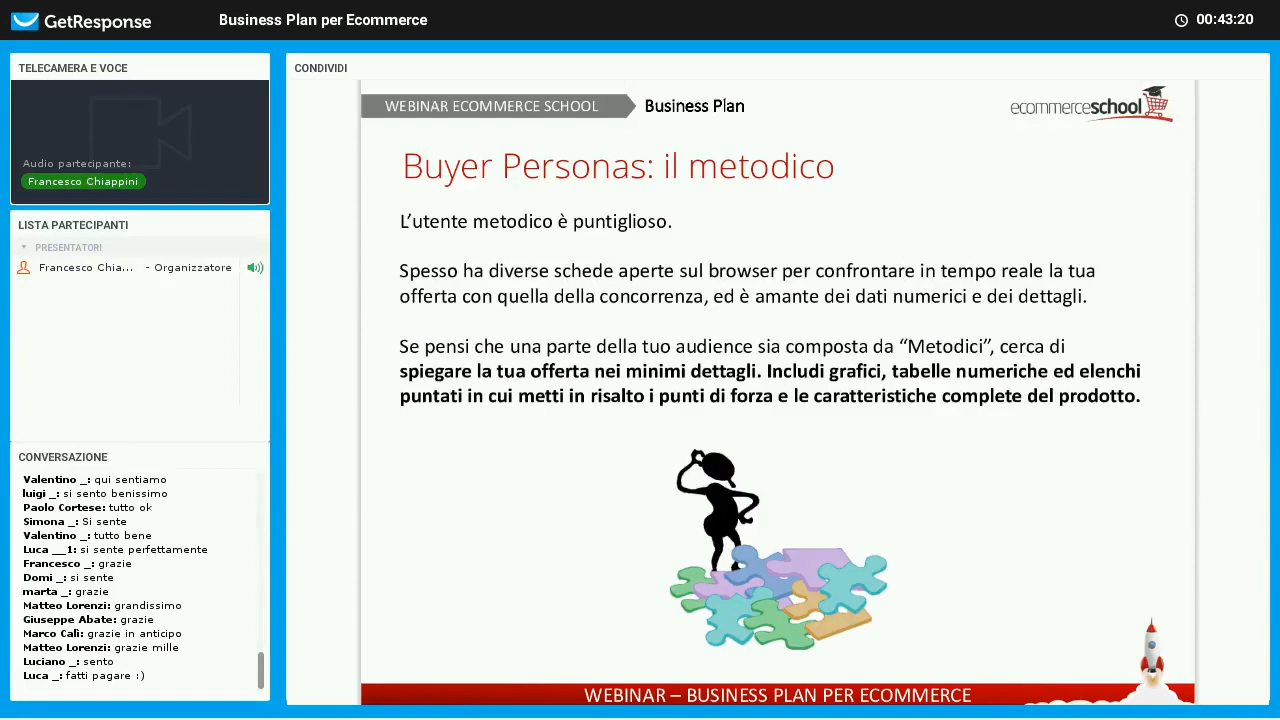 GetResponse
Business Plan per Ecommerce
00:43:20
TELECAMERA E VOCE
Audio partecipante:
Francesco Chiappini
LISTA PARTECIPANTI
PRESENTATORI
Francesco Chia... - Organizzatore
CONVERSAZIONE
Valentino _: qui sentiamo
luigi _: si sento benissimo
Paolo Cortese: tutto ok
Simona _: Si sente
Valentino _: tutto bene
Luca __1: si sente perfettamente
Francesco _: grazie
Domi _: si sente
marta _: grazie
Matteo Lorenzi: grandissimo
Giuseppe Abate: grazie
Marco Calì: grazie in anticipo
Matteo Lorenzi: grazie mille
Luciano _: sento
Luca _: fatti pagare :)
CONDIVIDI
WEBINAR ECOMMERCE SCHOOL
Business Plan
ecommerceschool
Buyer Personas: il metodico
L’utente metodico è puntiglioso.
Spesso ha diverse schede aperte sul browser per confrontare in tempo reale la tua
offerta con quella della concorrenza, ed è amante dei dati numerici e dei dettagli.
Se pensi che una parte della tuo audience sia composta da “Metodici”, cerca di
spiegare la tua offerta nei minimi dettagli. Includi grafici, tabelle numeriche ed elenchi
puntati in cui metti in risalto i punti di forza e le caratteristiche complete del prodotto.
WEBINAR – BUSINESS PLAN PER ECOMMERCE